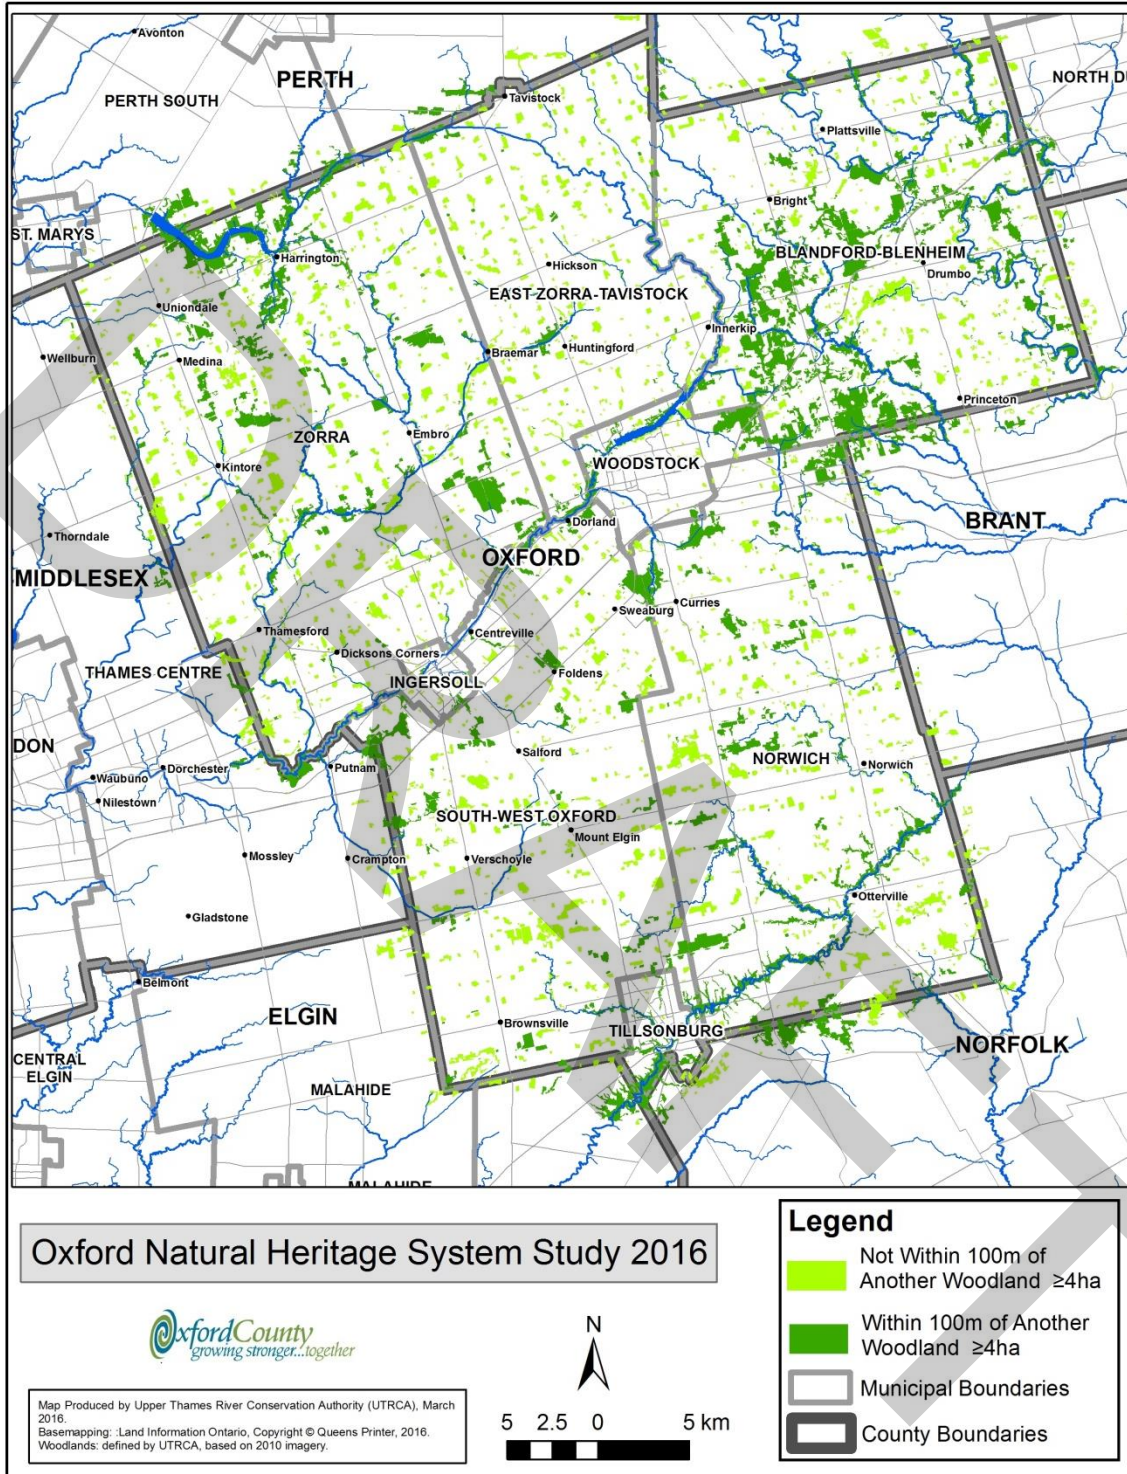 Avonton
PERTH
NORTH DU
PERTH SOUTH
Tavistock
Plattsville
Bright
ST. MARYS
Harrington
BLANDFORD-BLENHEIM
Hickson
Drumbo
EAST ZORRA-TAVISTOCK
Uniondale
Innerkip
Wellburn
Medina
Braemar
Huntingford
Princeton
ZORRA
Embro
Kintore
WOODSTOCK
Dorland
BRANT
Thorndale
OXFORD
MIDDLESEX
Sweaburg
Curries
Thamesford
Centreville
Dicksons Corners
THAMES CENTRE
INGERSOLL
Foldens
DON
Salford
NORWICH
Norwich
Dorchester
Putnam
Waubuno
Nilestown
SOUTH-WEST OXFORD
Mount Elgin
Mossley
Crampton
Verschoyle
Otterville
Gladstone
Belmont
ELGIN
Brownsville
TILLSONBURG
NORFOLK
CENTRAL
ELGIN
MALAHIDE
MALAHIDE
DRAFT
Oxford Natural Heritage System Study 2016
OxfordCounty
growing stronger...together
Map Produced by Upper Thames River Conservation Authority (UTRCA), March
2016.
Basemapping: :Land Information Ontario, Copyright © Queens Printer, 2016.
Woodlands: defined by UTRCA, based on 2010 imagery.
N
5 2.5 0 5 km
Legend
Not Within 100m of
Another Woodland ≥4ha
Within 100m of Another
Woodland ≥4ha
Municipal Boundaries
County Boundaries